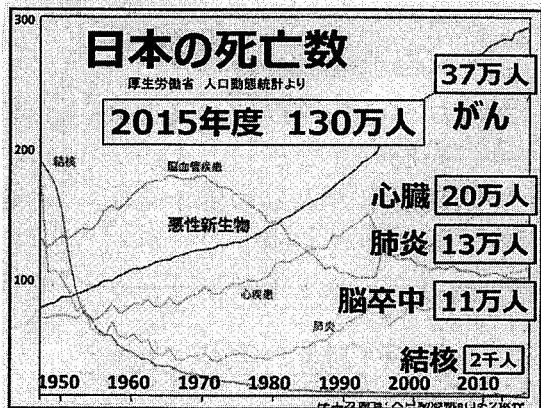 300
日本の死亡数
厚生労働省 人口動態統計より
37万人
2015年度 130万人
がん
200
結核
脳血管疾患
心臓 20万人
悪性新生物
肺炎 13万人
100
心疾患
脳卒中 11万人
肺炎
結核 2千人
1950 1960 1970 1980 1990 2000 2010